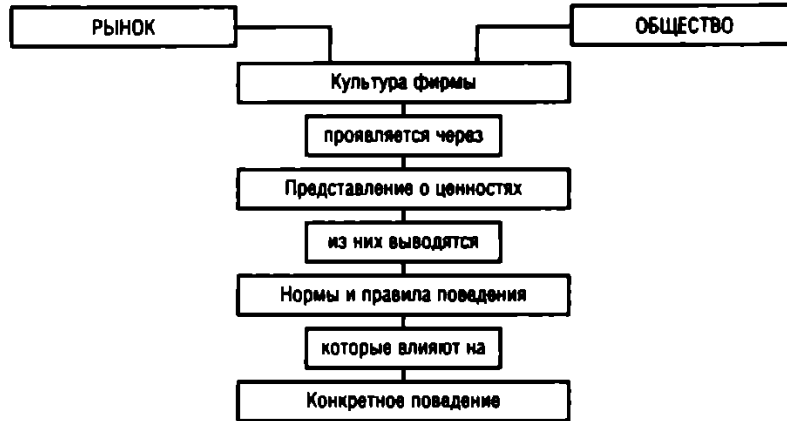 РЫНОК
ОБЩЕСТВО
Культура фирмы
проявляется через
Представление о ценностях
из них выводятся
Нормы и правила поведения
которые влияют на
Конкретное поведение